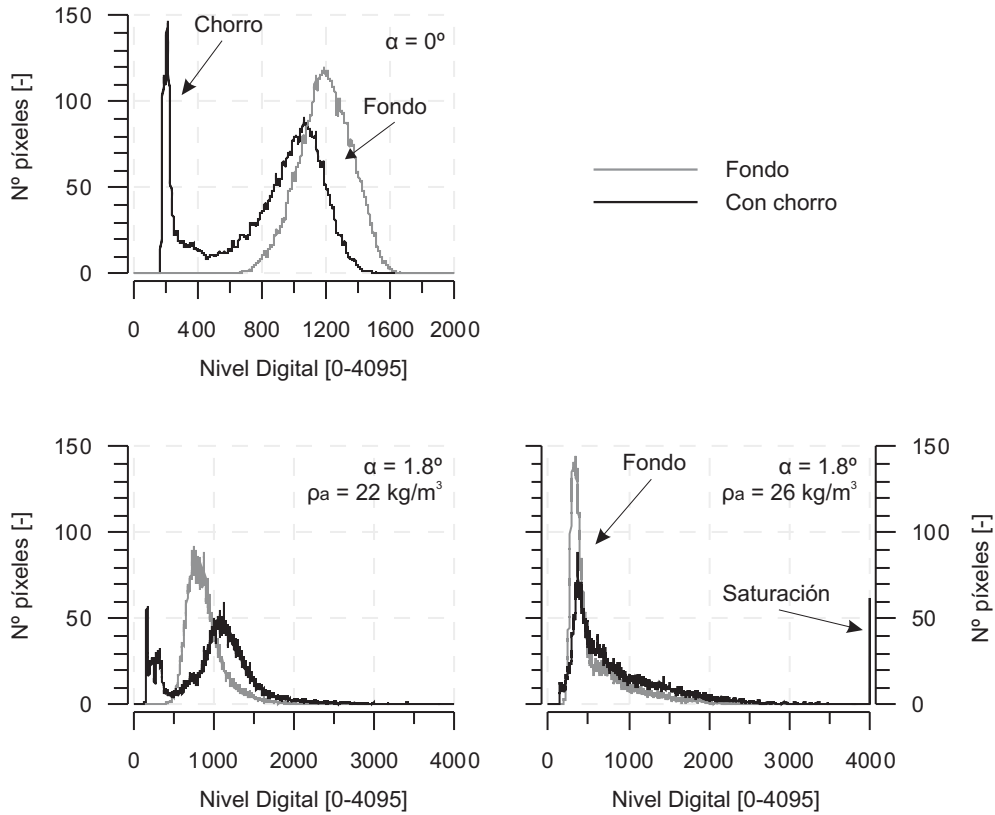 150
100
50
0
Nº píxeles [-]
Chorro
α = 0º
Fondo
0 400 800 1200 1600 2000
Nivel Digital [0-4095]
Fondo
Con chorro
150
100
50
0
Nº píxeles [-]
α = 1.8º
ρa = 22 kg/m³
0 1000 2000 3000 4000
Nivel Digital [0-4095]
Fondo
α = 1.8º
ρa = 26 kg/m³
Saturación
150
100
50
0
Nº píxeles [-]
0 1000 2000 3000 4000
Nivel Digital [0-4095]